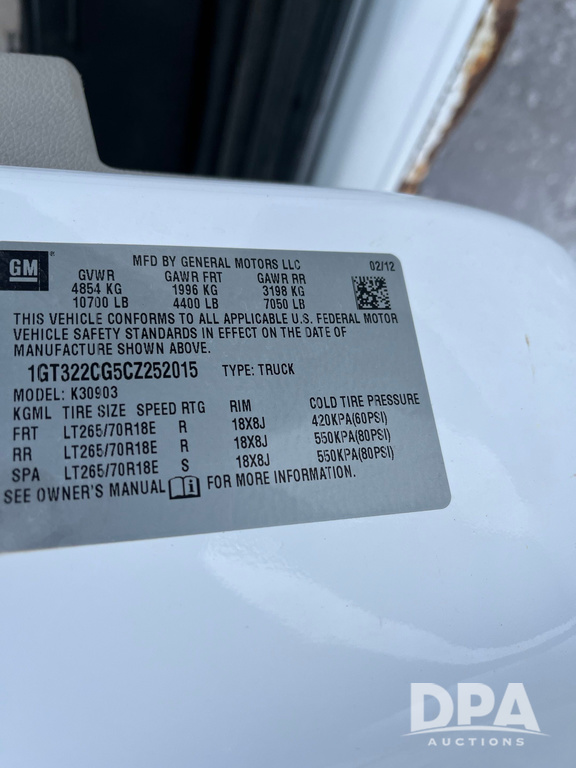 GM
MFD BY GENERAL MOTORS LLC 02/12
GVWR GAWR FRT GAWR RR
4854 KG 1996 KG 3198 KG
10700 LB 4400 LB 7050 LB
THIS VEHICLE CONFORMS TO ALL APPLICABLE U.S. FEDERAL MOTOR
VEHICLE SAFETY STANDARDS IN EFFECT ON THE DATE OF
MANUFACTURE SHOWN ABOVE.
1GT322CG5CZ252015 TYPE: TRUCK
MODEL: K30903
KGML TIRE SIZE SPEED RTG RIM COLD TIRE PRESSURE
FRT LT265/70R18E R 18X8J 420KPA(60PSI)
RR LT265/70R18E R 18X8J 550KPA(80PSI)
SPA LT265/70R18E S 18X8J 550KPA(80PSI)
SEE OWNER'S MANUAL FOR MORE INFORMATION.
DPA
AUCTIONS